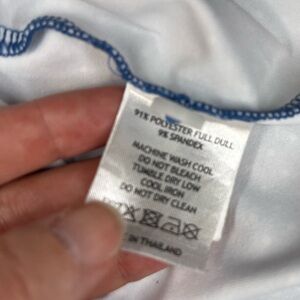 91% POLYESTER FULL DULL
9% SPANDEX
MACHINE WASH COOL
DO NOT BLEACH
TUMBLE DRY LOW
COOL IRON
DO NOT DRY CLEAN
IN THAILAND